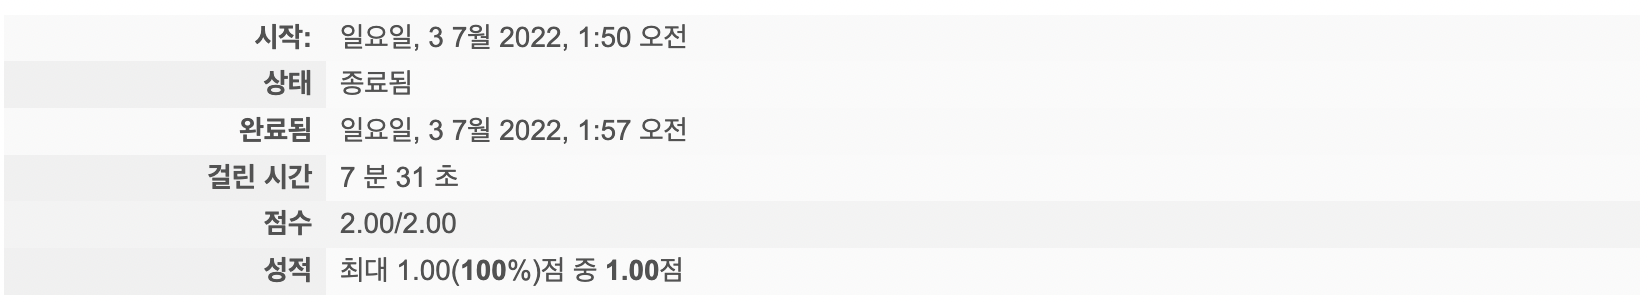 시작: 일요일, 3 7월 2022, 1:50 오전
상태 종료됨
완료됨 일요일, 3 7월 2022, 1:57 오전
걸린 시간 7 분 31 초
점수 2.00/2.00
성적 최대 1.00(100%)점 중 1.00점